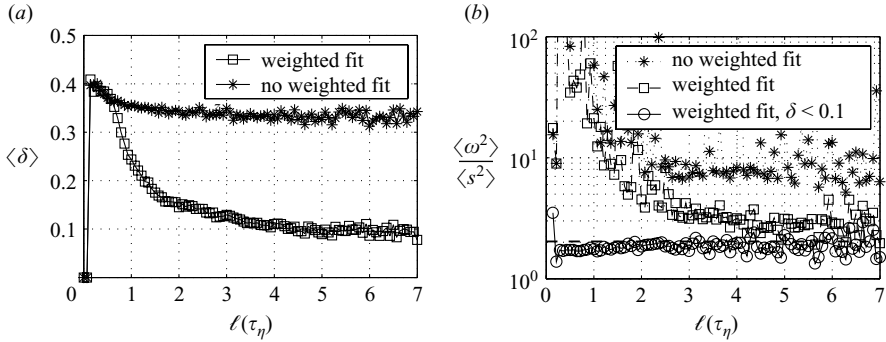 (a)
0.5
0.4
0.3
0.2
0.1
⟨δ⟩
weighted fit
no weighted fit
0 1 2 3 4 5 6 7
ℓ(τη)
(b)
10²
10¹
10⁰
⟨ω²⟩
⟨s²⟩
no weighted fit
weighted fit
weighted fit, δ < 0.1
0 1 2 3 4 5 6 7
ℓ(τη)